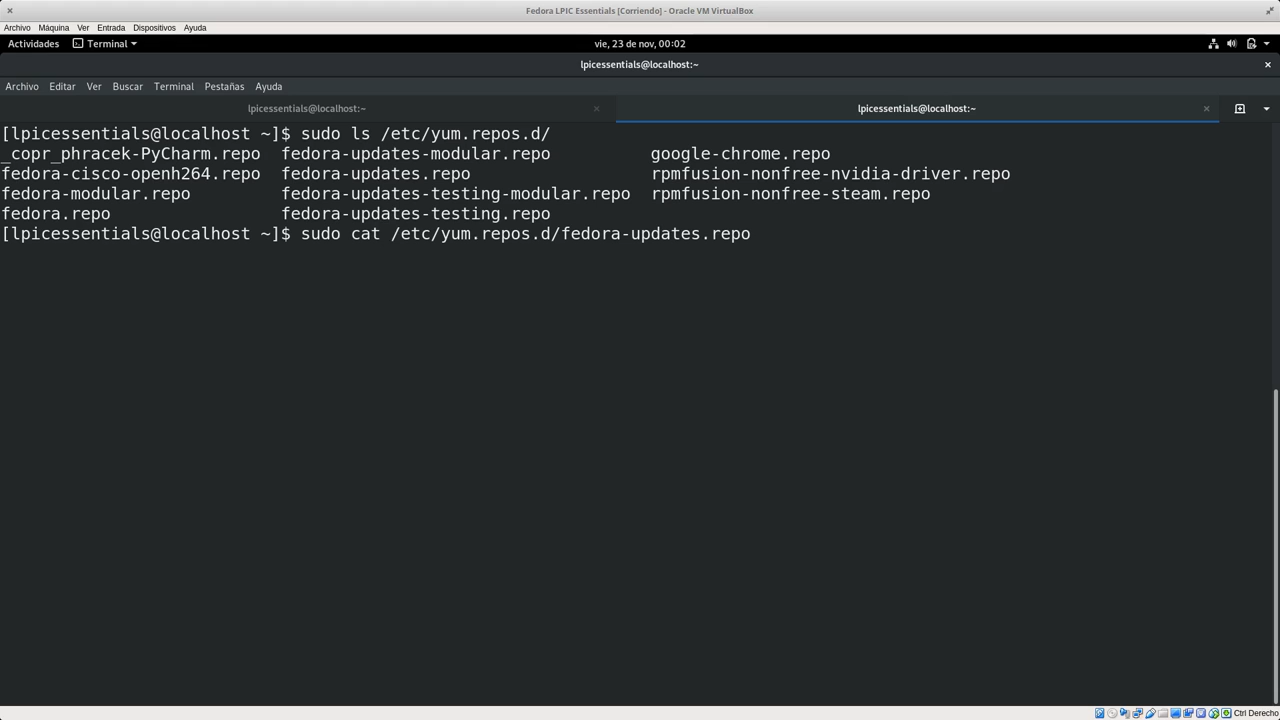 Fedora LPIC Essentials [Corriendo] - Oracle VM VirtualBox
Archivo Máquina Ver Entrada Dispositivos Ayuda
Actividades Terminal vie, 23 de nov, 00:02
lpicessentials@localhost:~
Archivo Editar Ver Buscar Terminal Pestañas Ayuda
lpicessentials@localhost:~ lpicessentials@localhost:~
[lpicessentials@localhost ~]$ sudo ls /etc/yum.repos.d/
_copr_phracek-PyCharm.repo fedora-updates-modular.repo google-chrome.repo
fedora-cisco-openh264.repo fedora-updates.repo rpmfusion-nonfree-nvidia-driver.repo
fedora-modular.repo fedora-updates-testing-modular.repo rpmfusion-nonfree-steam.repo
fedora.repo fedora-updates-testing.repo
[lpicessentials@localhost ~]$ sudo cat /etc/yum.repos.d/fedora-updates.repo
Ctrl Derecho